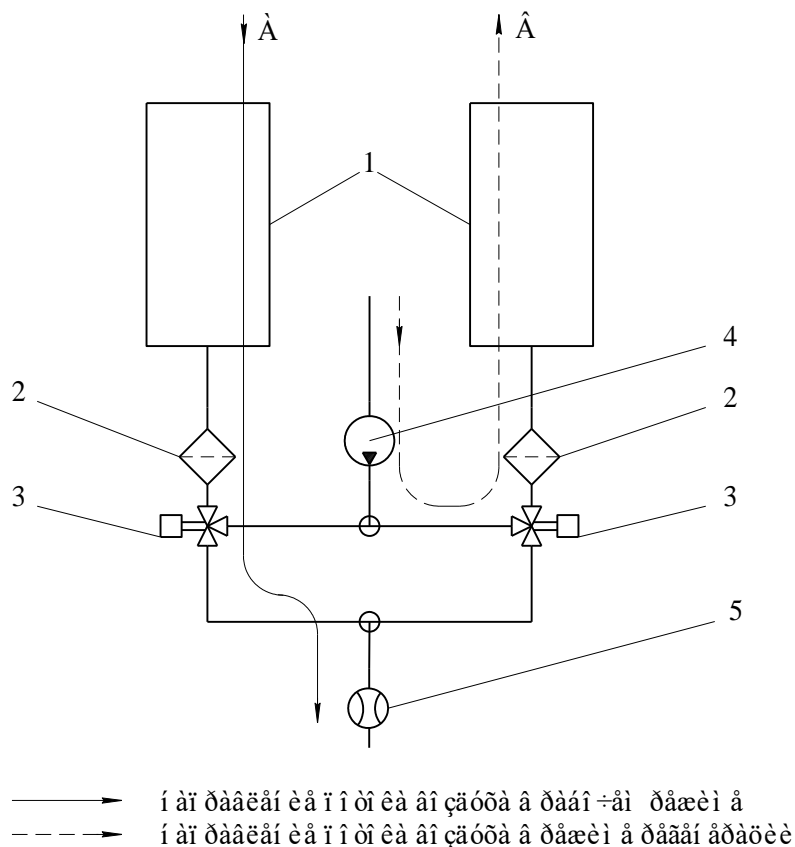 À Â
1
4
2 2
3 3
5
í àï ðàâëåí èå ï î òî êà âî çäóõà â ðàáî ÷åì ðåæèì å
í àï ðàâëåí èå ï î òî êà âî çäóõà â ðåæèì å ðåãåí åðàöèè